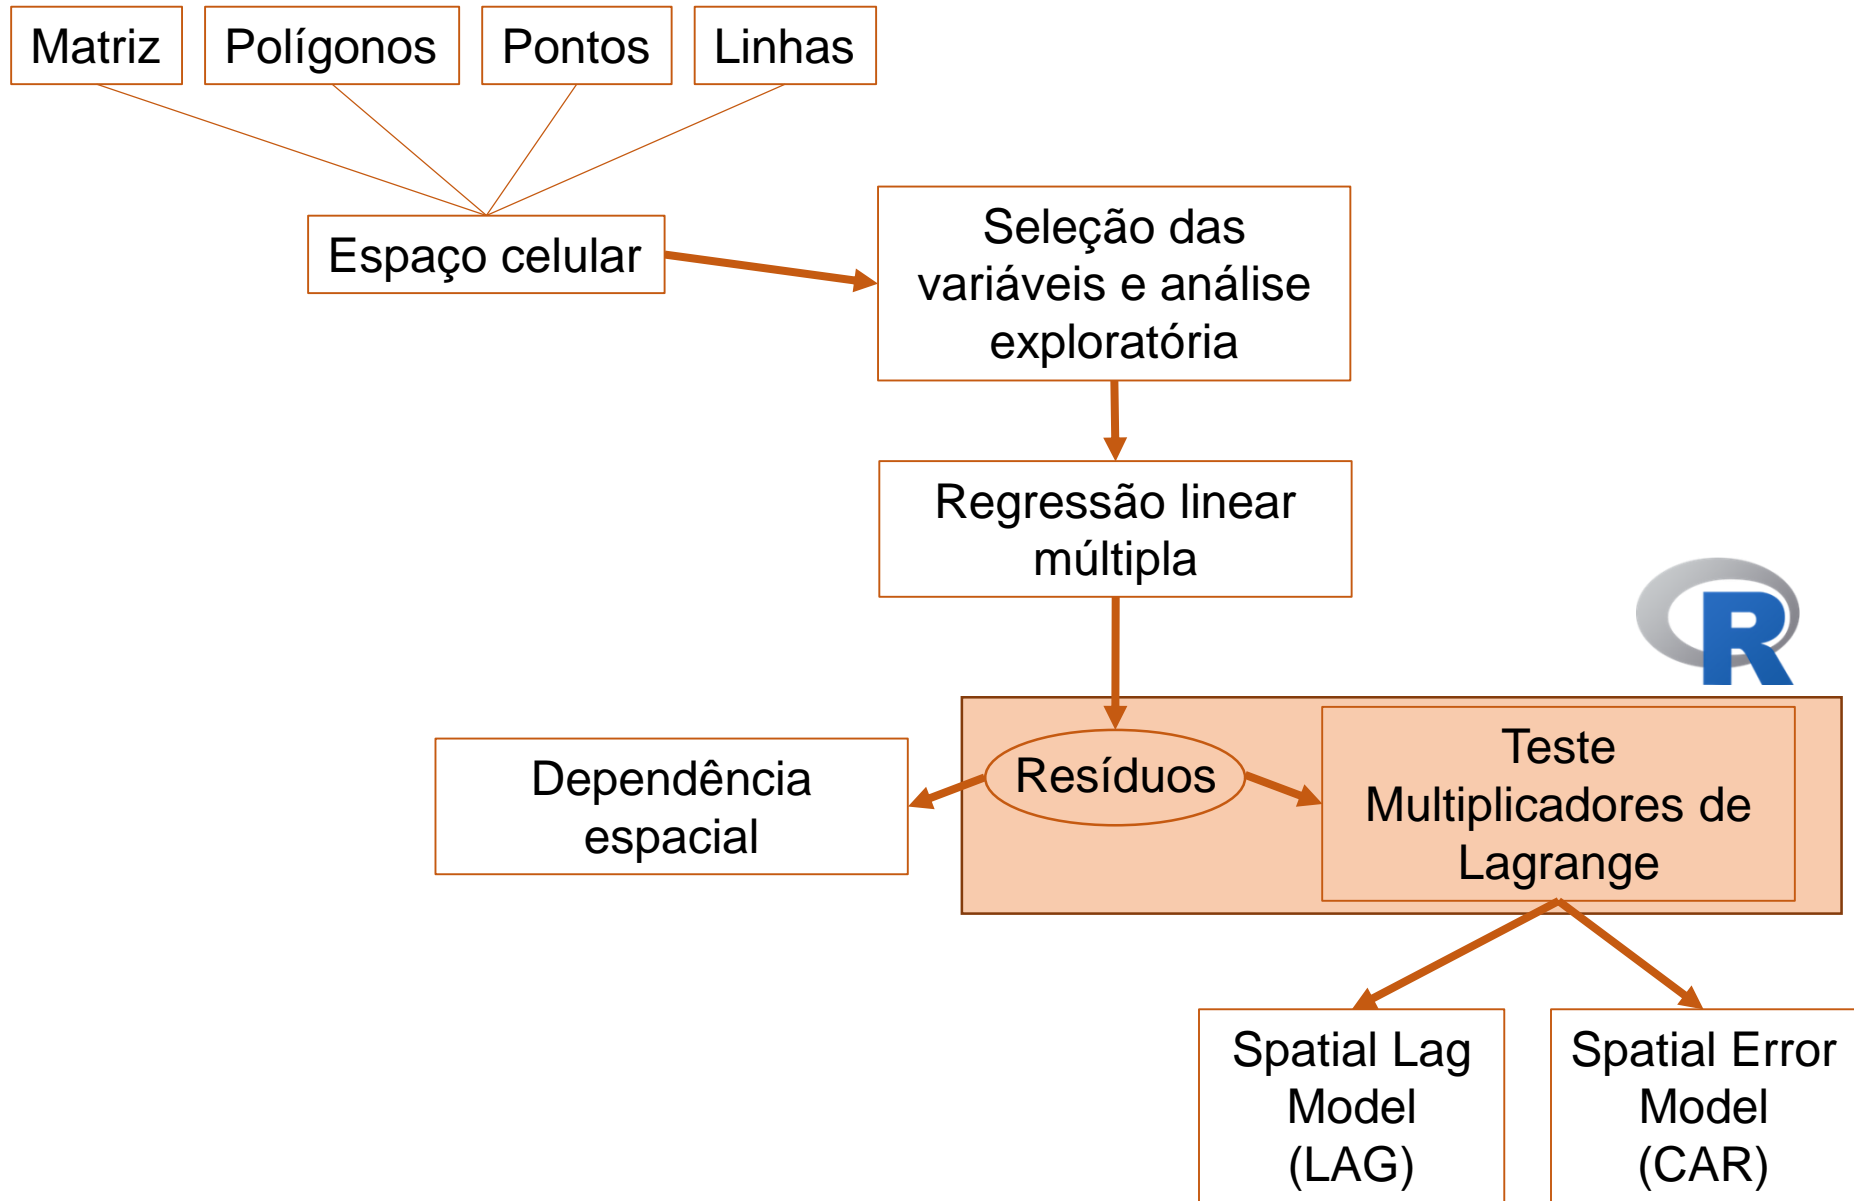 Matriz
Polígonos
Pontos
Linhas
Espaço celular
Seleção das
variáveis e análise
exploratória
Regressão linear
múltipla
R
Dependência
espacial
Resíduos
Teste
Multiplicadores de
Lagrange
Spatial Lag
Model
(LAG)
Spatial Error
Model
(CAR)